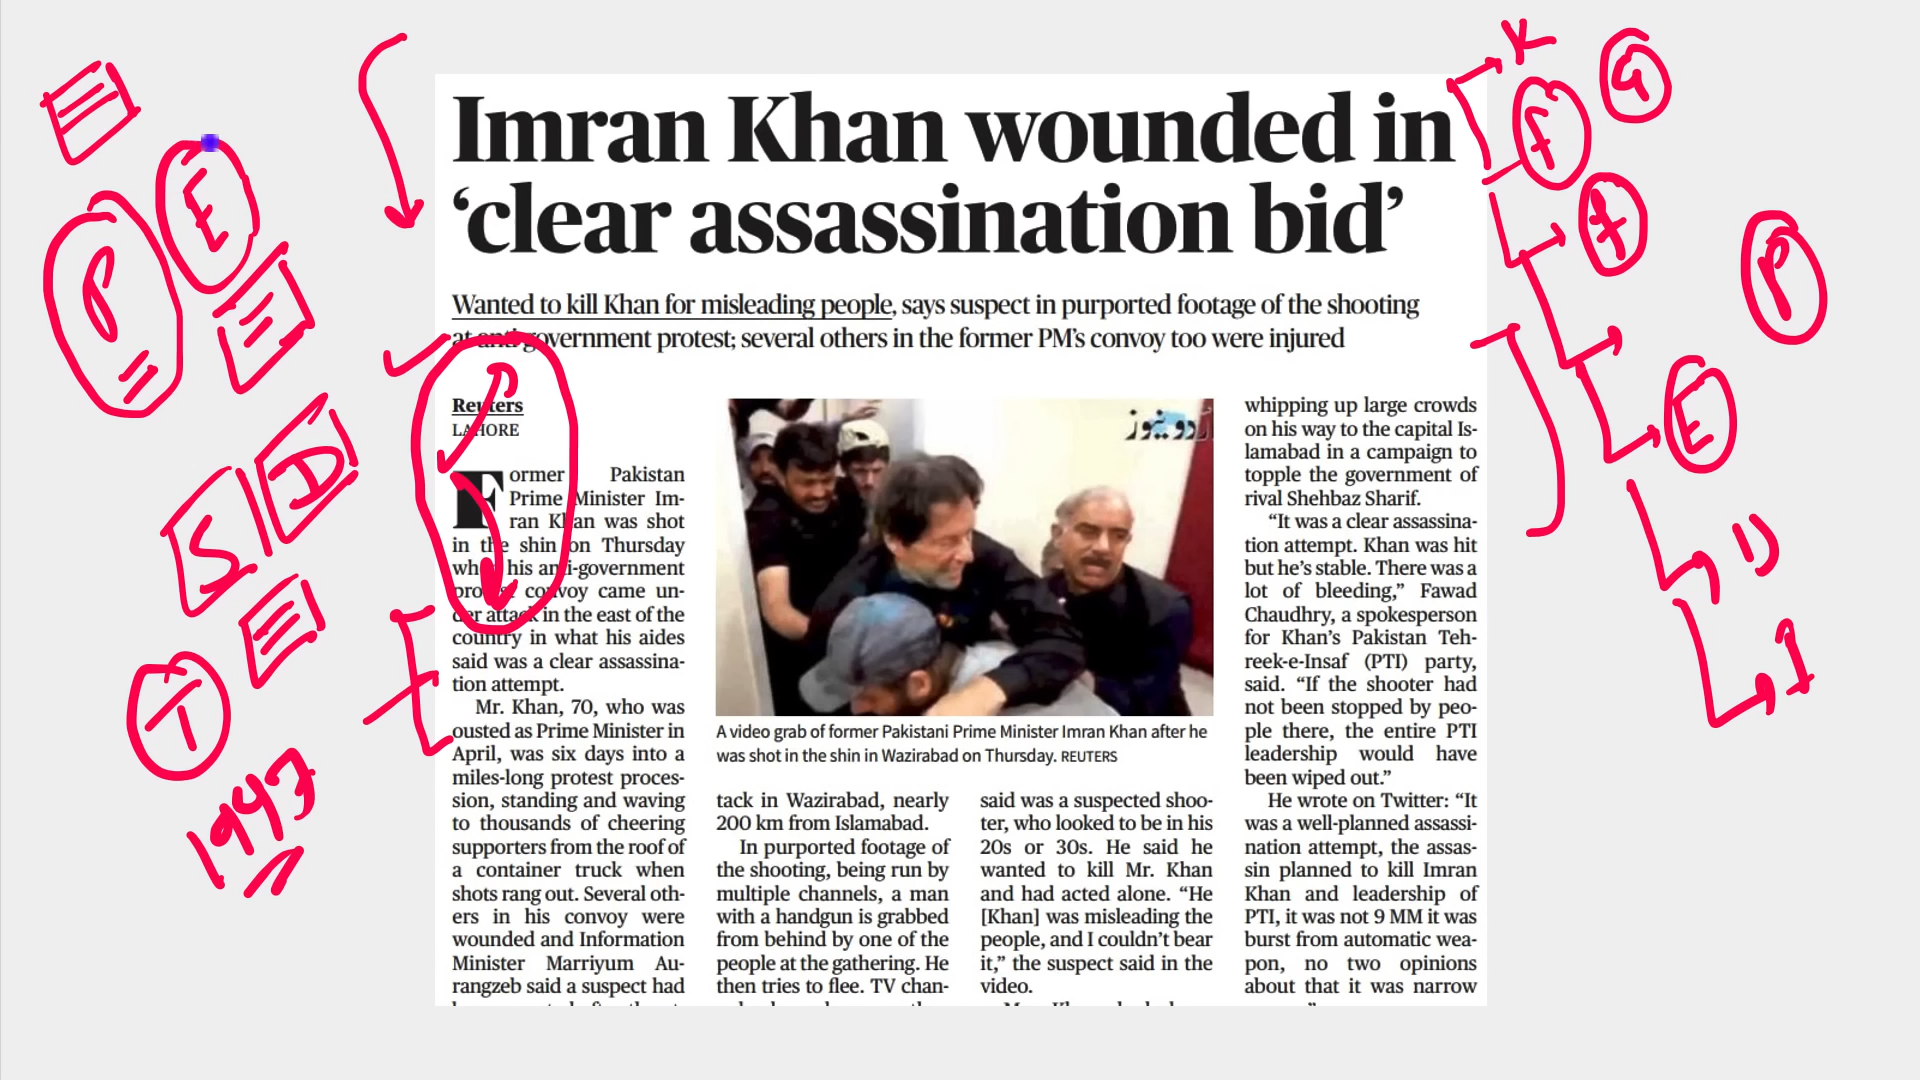 Imran Khan wounded in
‘clear assassination bid’
Wanted to kill Khan for misleading people, says suspect in purported footage of the shooting
at anti-government protest; several others in the former PM’s convoy too were injured
Reuters
LAHORE
Former Pakistan
Prime Minister Im-
ran Khan was shot
in the shin on Thursday
when his anti-government
protest convoy came un-
der attack in the east of the
country in what his aides
said was a clear assassina-
tion attempt.
Mr. Khan, 70, who was
ousted as Prime Minister in
April, was six days into a
miles-long protest proces-
sion, standing and waving
to thousands of cheering
supporters from the roof of
a container truck when
shots rang out. Several oth-
ers in his convoy were
wounded and Information
Minister Marriyum Au-
rangzeb said a suspect had
اردو نیوز
A video grab of former Pakistani Prime Minister Imran Khan after he
was shot in the shin in Wazirabad on Thursday. REUTERS
tack in Wazirabad, nearly
200 km from Islamabad.
In purported footage of
the shooting, being run by
multiple channels, a man
with a handgun is grabbed
from behind by one of the
people at the gathering. He
then tries to flee. TV chan-
said was a suspected shoo-
ter, who looked to be in his
20s or 30s. He said he
wanted to kill Mr. Khan
and had acted alone. “He
[Khan] was misleading the
people, and I couldn’t bear
it,” the suspect said in the
video.
whipping up large crowds
on his way to the capital Is-
lamabad in a campaign to
topple the government of
rival Shehbaz Sharif.
“It was a clear assassina-
tion attempt. Khan was hit
but he’s stable. There was a
lot of bleeding,” Fawad
Chaudhry, a spokesperson
for Khan’s Pakistan Teh-
reek-e-Insaf (PTI) party,
said. “If the shooter had
not been stopped by peo-
ple there, the entire PTI
leadership would have
been wiped out.”
He wrote on Twitter: “It
was a well-planned assassi-
nation attempt, the assas-
sin planned to kill Imran
Khan and leadership of
PTI, it was not 9 MM it was
burst from automatic wea-
pon, no two opinions
about that it was narrow
E
P
S
D
T
1947
K
G
f
f
P
E